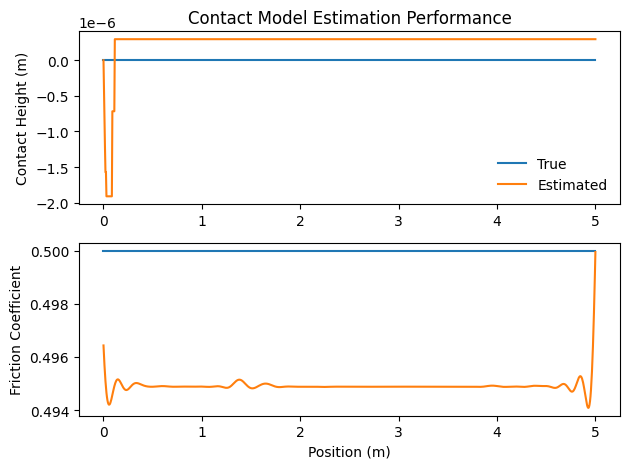 Contact Model Estimation Performance
1e−6
Contact Height (m)
0.0
−0.5
−1.0
−1.5
−2.0
True
Estimated
0 1 2 3 4 5
Friction Coefficient
0.500
0.498
0.496
0.494
0 1 2 3 4 5
Position (m)